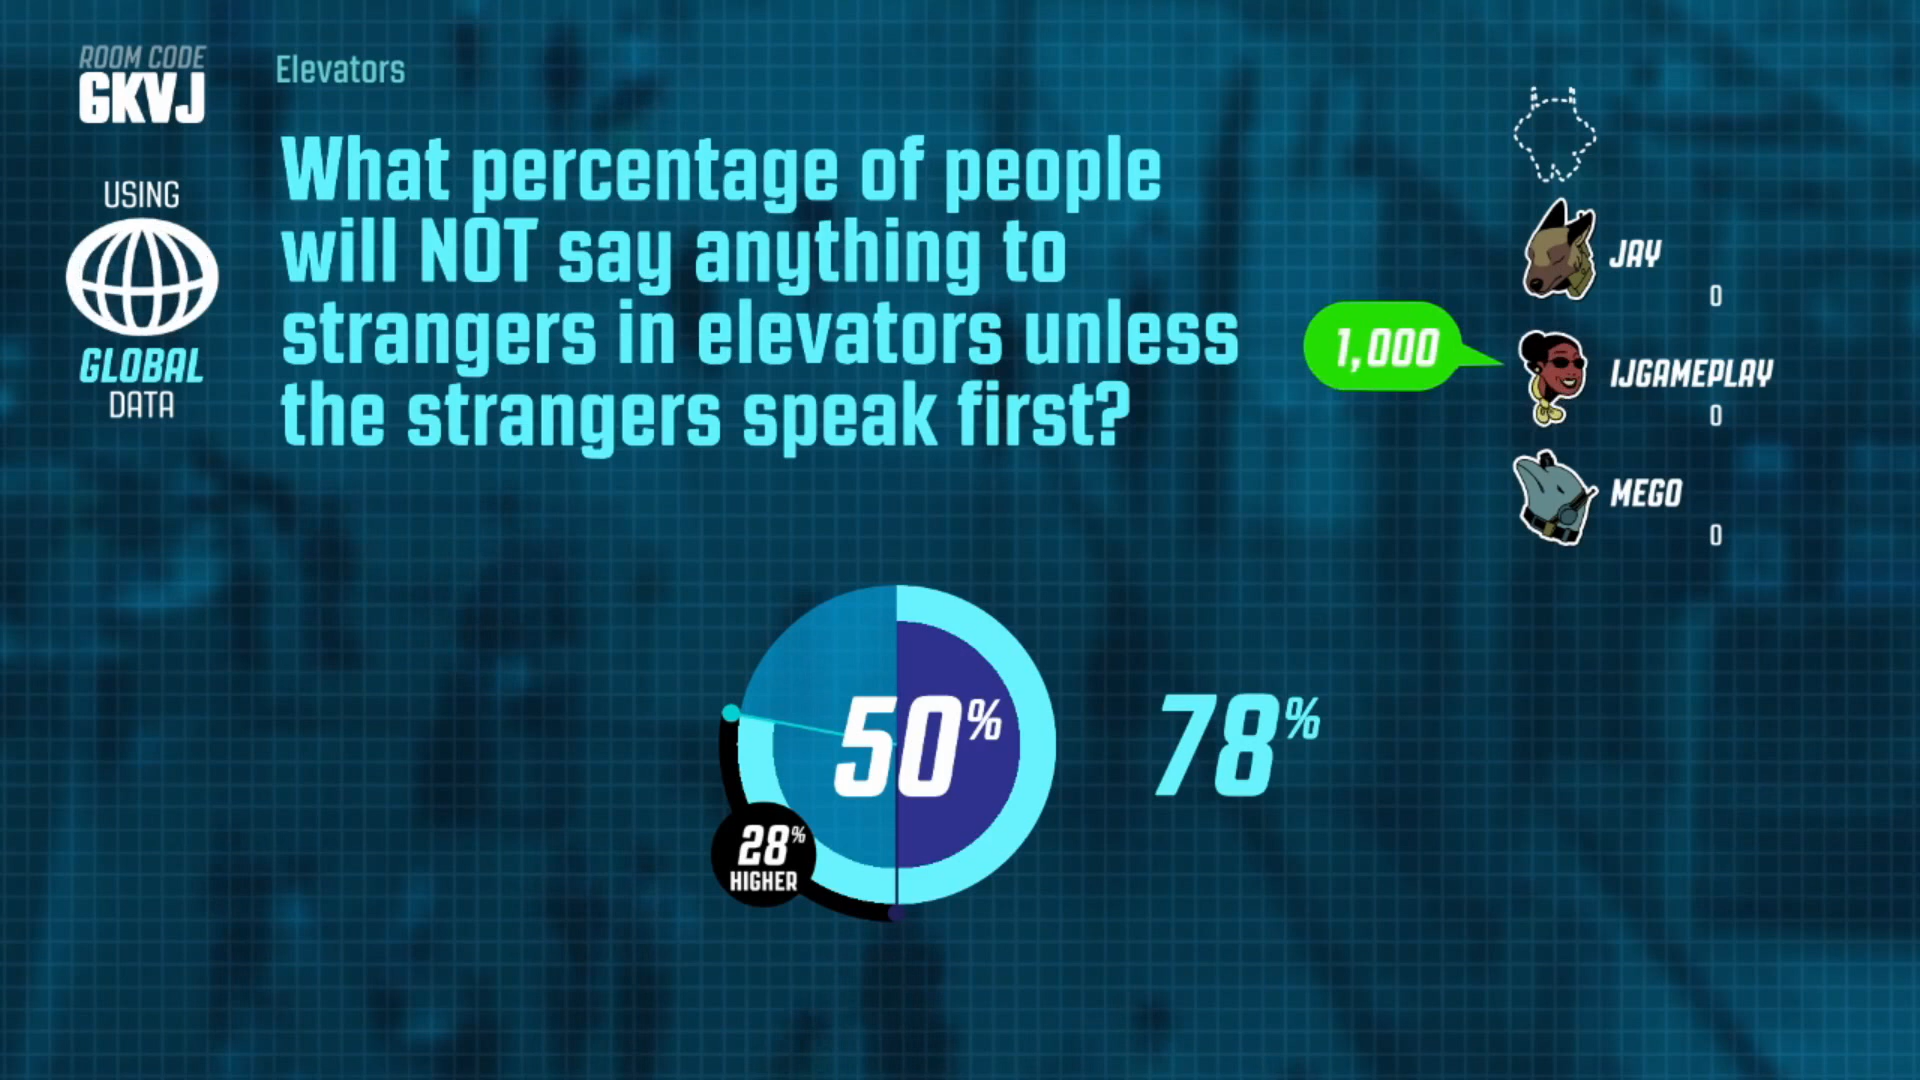 ROOM CODE
6KVJ
USING
GLOBAL
DATA
Elevators
What percentage of people
will NOT say anything to
strangers in elevators unless
the strangers speak first?
JAY
0
1,000
IJGAMEPLAY
0
MEGO
0
50%
78%
28%
HIGHER